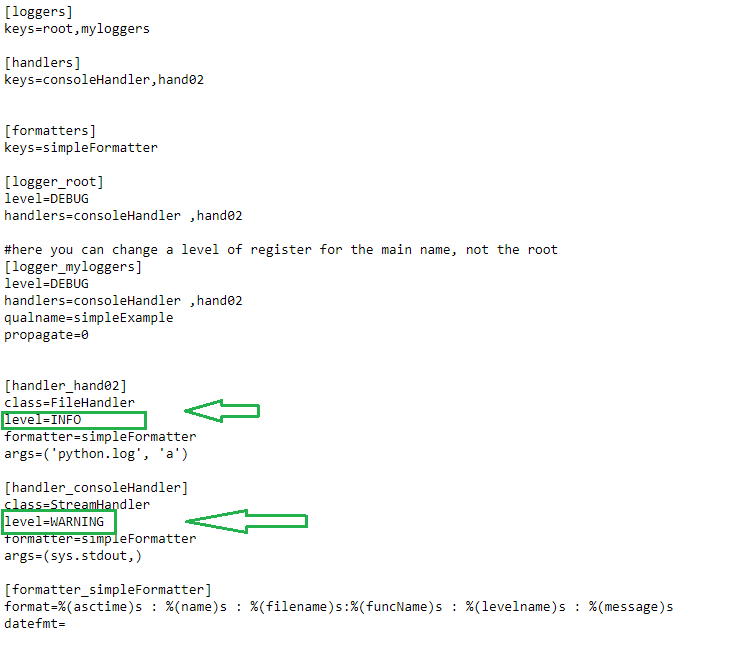 [loggers]
keys=root,myloggers
[handlers]
keys=consoleHandler,hand02
[formatters]
keys=simpleFormatter
[logger_root]
level=DEBUG
handlers=consoleHandler ,hand02
#here you can change a level of register for the main name, not the root
[logger_myloggers]
level=DEBUG
handlers=consoleHandler ,hand02
qualname=simpleExample
propagate=0
[handler_hand02]
class=FileHandler
level=INFO
formatter=simpleFormatter
args=('python.log', 'a')
[handler_consoleHandler]
class=StreamHandler
level=WARNING
formatter=simpleFormatter
args=(sys.stdout,)
[formatter_simpleFormatter]
format=%(asctime)s : %(name)s : %(filename)s:%(funcName)s : %(levelname)s : %(message)s
datefmt=